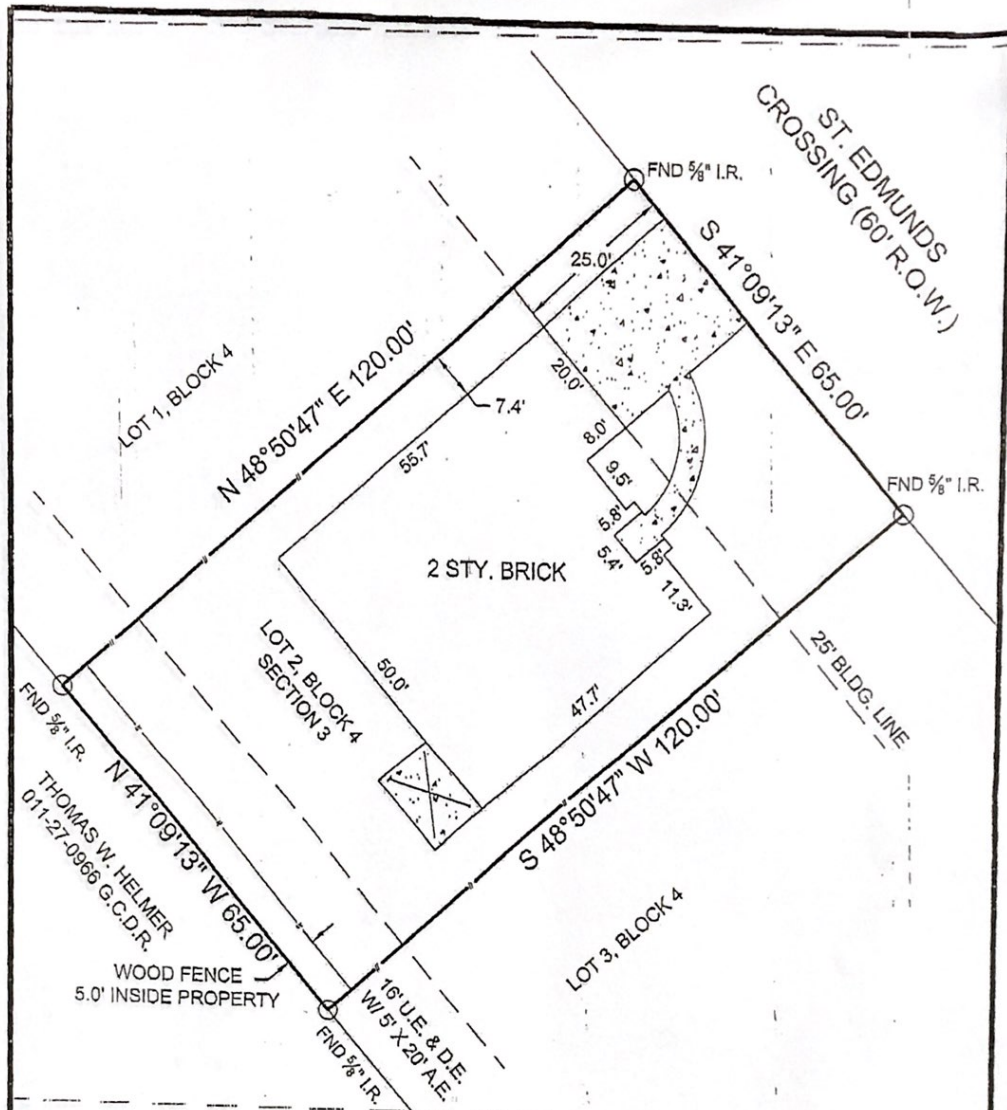 ST. EDMUNDS
CROSSING (60' R.O.W.)
FND 5/8" I.R.
S 41°09'13" E 65.00'
25.0'
LOT 1, BLOCK 4
N 48°50'47" E 120.00'
7.4'
20.0'
55.7'
8.0'
9.5'
5.8'
5.4'
5.8'
11.3'
FND 5/8" I.R.
2 STY. BRICK
LOT 2, BLOCK 4
SECTION 3
50.0'
47.7'
25' BLDG. LINE
S 48°50'47" W 120.00'
FND 5/8" I.R.
N 41°09'13" W 65.00'
THOMAS W. HELMER
011-27-0966 G.C.D.R.
WOOD FENCE
5.0' INSIDE PROPERTY
LOT 3, BLOCK 4
16' U.E. & D.E.
W/ 5' X 20' A.E.
FND 5/8" I.R.